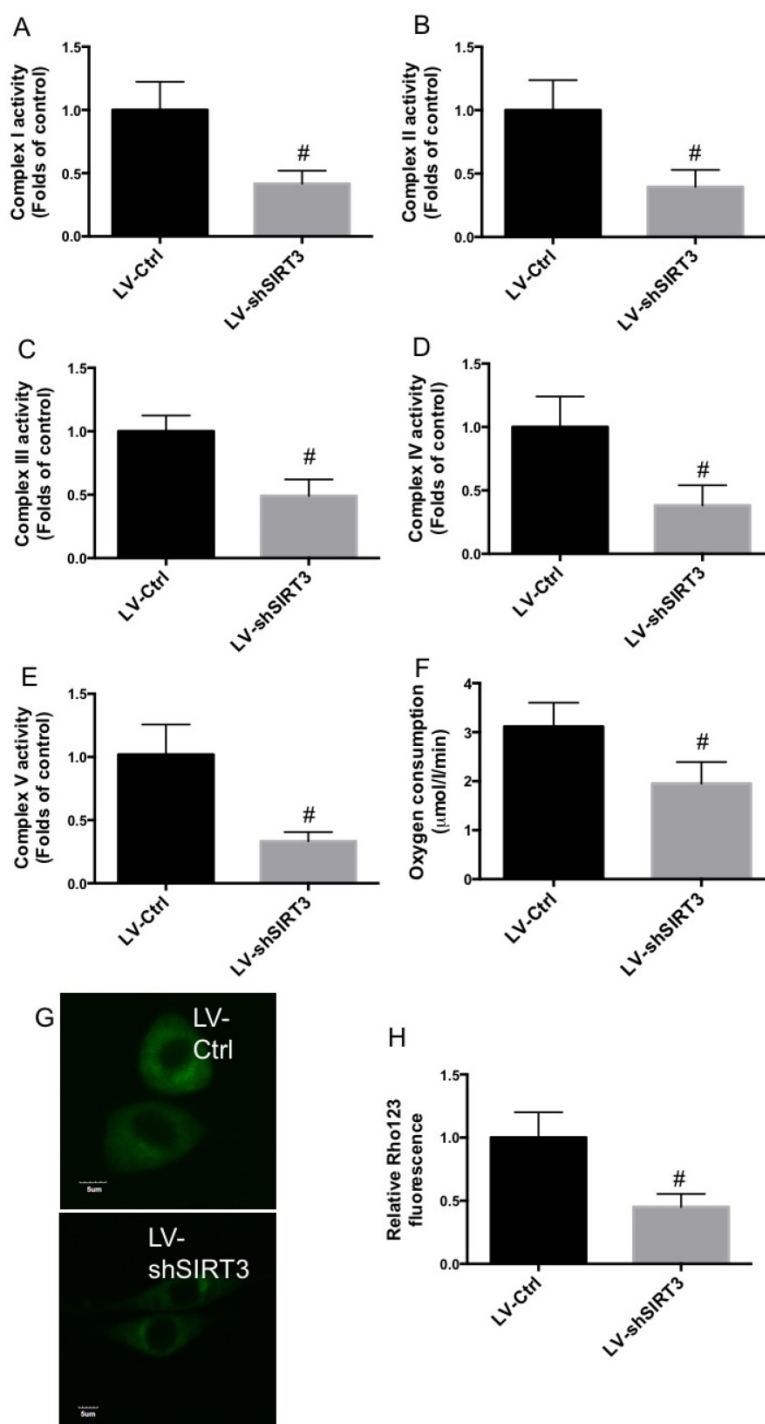 A
Complex I activity
(Folds of control)
1.5
1.0
0.5
0.0
#
LV-Ctrl
LV-shSIRT3
B
Complex II activity
(Folds of control)
1.5
1.0
0.5
0.0
#
LV-Ctrl
LV-shSIRT3
C
Complex III activity
(Folds of control)
1.5
1.0
0.5
0.0
#
LV-Ctrl
LV-shSIRT3
D
Complex IV activity
(Folds of control)
1.5
1.0
0.5
0.0
#
LV-Ctrl
LV-shSIRT3
E
Complex V activity
(Folds of control)
1.5
1.0
0.5
0.0
#
LV-Ctrl
LV-shSIRT3
F
Oxygen consumption
(μmol/l/min)
4
3
2
1
0
#
LV-Ctrl
LV-shSIRT3
G
LV-
Ctrl
5um
LV-
shSIRT3
5um
H
Relative Rho123
fluorescence
1.5
1.0
0.5
0.0
#
LV-Ctrl
LV-shSIRT3